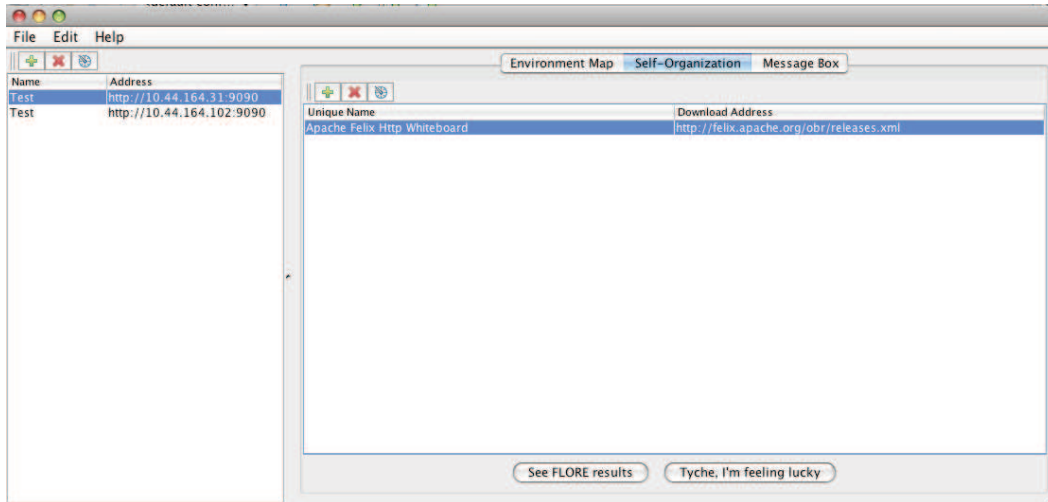 File Edit Help
Environment Map Self-Organization Message Box
Name Address
Test http://10.44.164.31:9090
Test http://10.44.164.102:9090
Unique Name Download Address
Apache Felix Http Whiteboard http://felix.apache.org/obr/releases.xml
See FLORE results Tyche, I'm feeling lucky